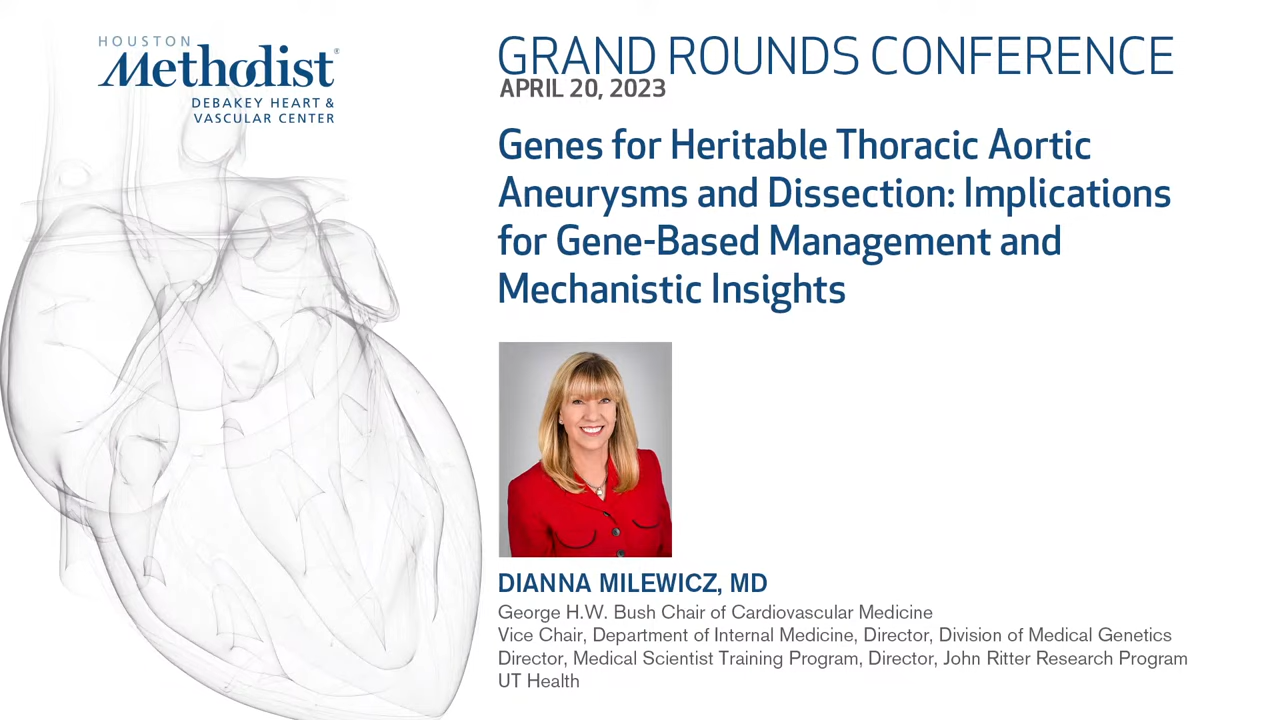 HOUSTON
Methodist®
DEBAKEY HEART &
VASCULAR CENTER
GRAND ROUNDS CONFERENCE
APRIL 20, 2023
Genes for Heritable Thoracic Aortic
Aneurysms and Dissection: Implications
for Gene-Based Management and
Mechanistic Insights
DIANNA MILEWICZ, MD
George H.W. Bush Chair of Cardiovascular Medicine
Vice Chair, Department of Internal Medicine, Director, Division of Medical Genetics
Director, Medical Scientist Training Program, Director, John Ritter Research Program
UT Health